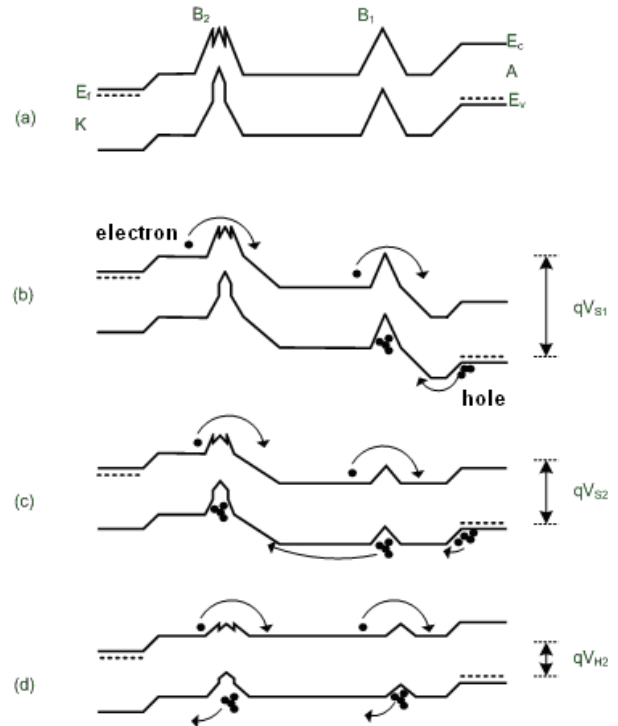 B2 B1
Ec
A
Ef
Ev
(a) K
electron
(b) qVS1
hole
(c) qVS2
(d) qVH2